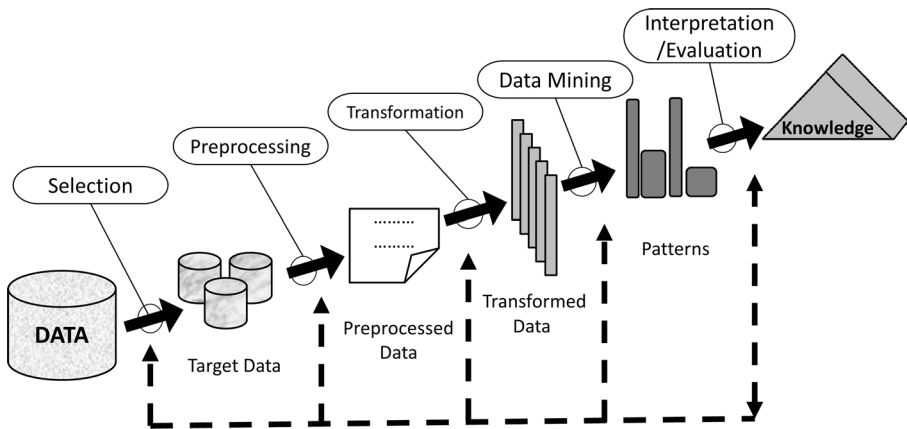 Interpretation
/Evaluation
Data Mining
Transformation
Preprocessing
Selection
Knowledge
DATA
Target Data
Preprocessed
Data
Transformed
Data
Patterns